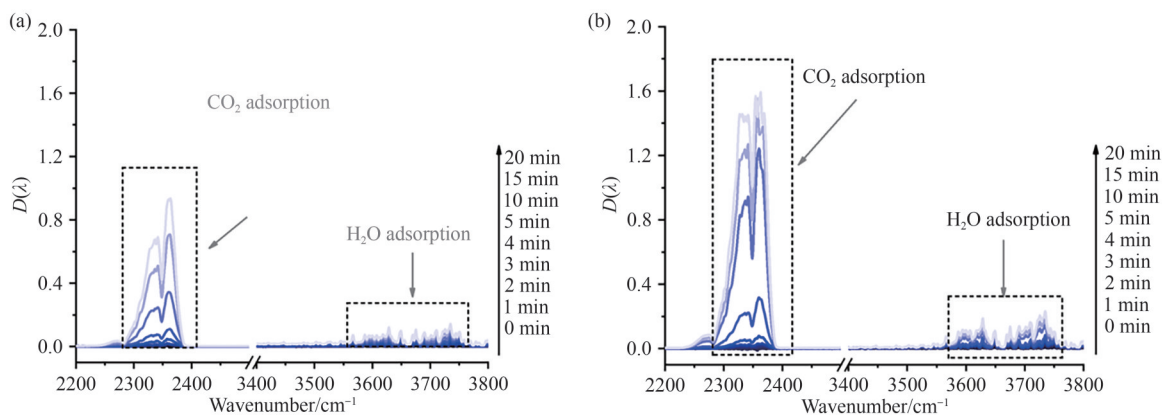 (a)
2.0
1.6
1.2
0.8
0.4
0.0
D(λ)
CO₂ adsorption
H₂O adsorption
20 min
15 min
10 min
5 min
4 min
3 min
2 min
1 min
0 min
2200 2300 2400 3400 3500 3600 3700 3800
Wavenumber/cm⁻¹
(b)
2.0
1.6
1.2
0.8
0.4
0.0
D(λ)
CO₂ adsorption
H₂O adsorption
20 min
15 min
10 min
5 min
4 min
3 min
2 min
1 min
0 min
2200 2300 2400 3400 3500 3600 3700 3800
Wavenumber/cm⁻¹